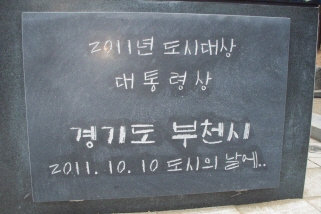 2011년 도시대상
대통령상
경기도 부천시
2011.10.10 도시의 날에..